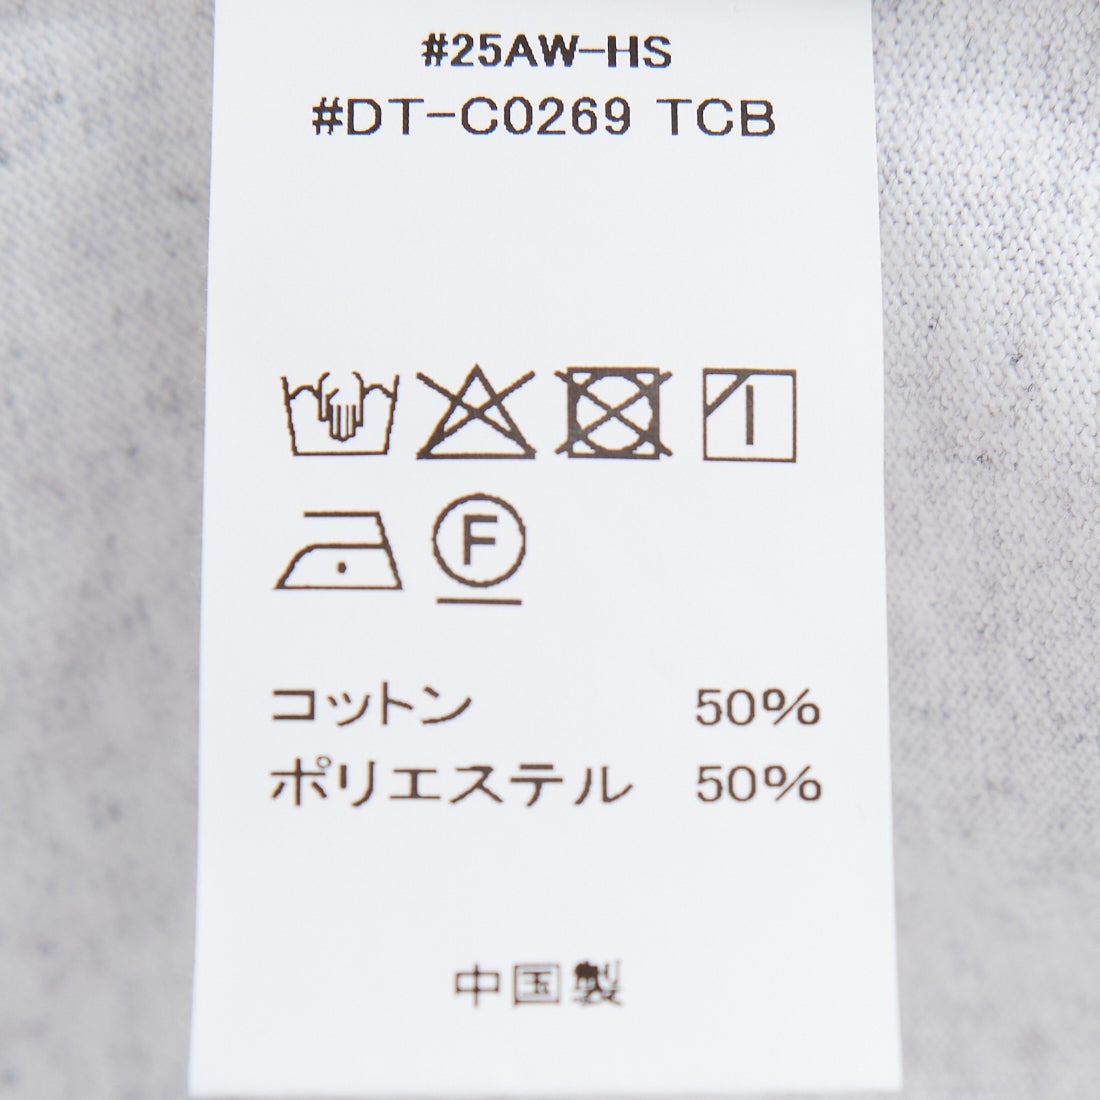 #25AW-HS
#DT-C0269 TCB
F
コットン 50%
ポリエステル 50%
中国製